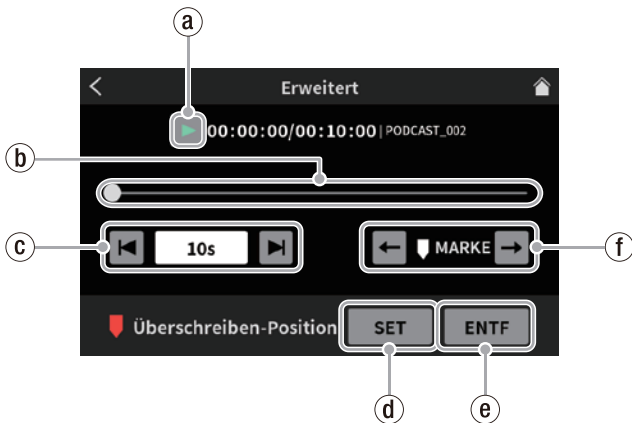 a
Erweitert
00:00:00/00:10:00 | PODCAST_002
b
c
10s
MARKE
f
Überschreiben-Position
SET
ENTF
d
e